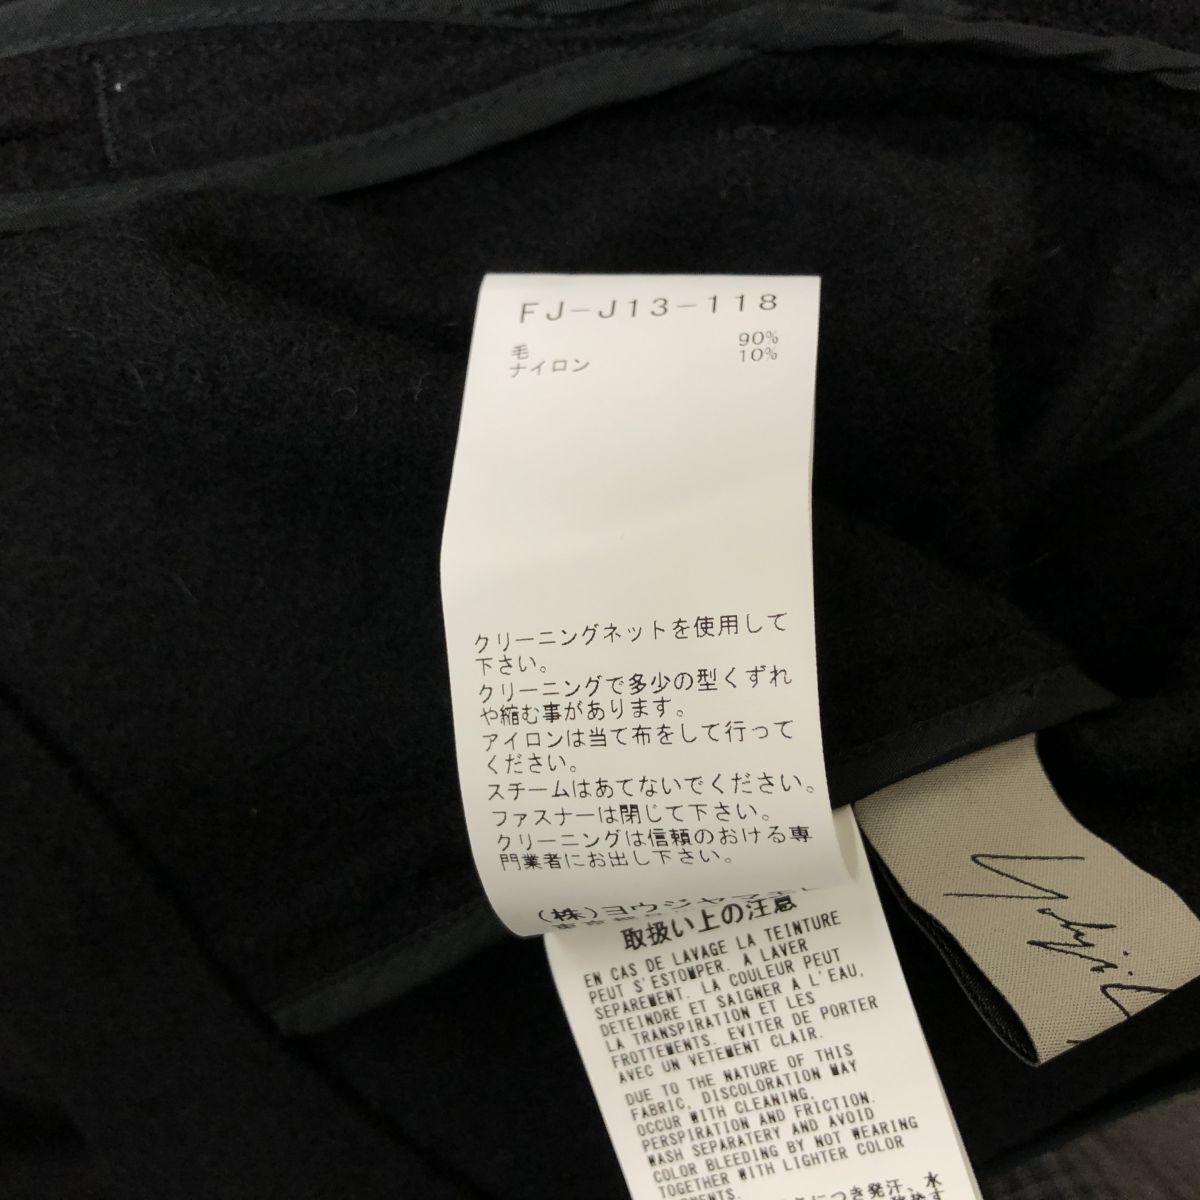 FJ-J13-118
毛 90%
ナイロン 10%
クリーニングネットを使用して
下さい。
クリーニングで多少の型くずれ
や縮む事があります。
アイロンは当て布をして行って
ください。
スチームはあてないでください。
ファスナーは閉じて下さい。
クリーニングは信頼のおける専
門業者にお出し下さい。
(株)ヨウジヤマモト
取扱い上の注意
EN CAS DE LAVAGE LA TEINTURE
PEUT S'ESTOMPER. A LAVER
SEPAREMENT. LA COULEUR PEUT
DETEINDRE ET SAIGNER A L'EAU,
LA TRANSPIRATION ET LES
FROTTEMENTS. EVITER DE PORTER
AVEC UN VETEMENT CLAIR.
DUE TO THE NATURE OF THIS
FABRIC, DISCOLORATION MAY
OCCUR WITH CLEANING,
PERSPIRATION AND FRICTION.
WASH SEPARATERY AND AVOID
COLOR BLEEDING BY NOT WEARING
TOGETHER WITH LIGHTER COLOR
につき発汗、水
Yohji